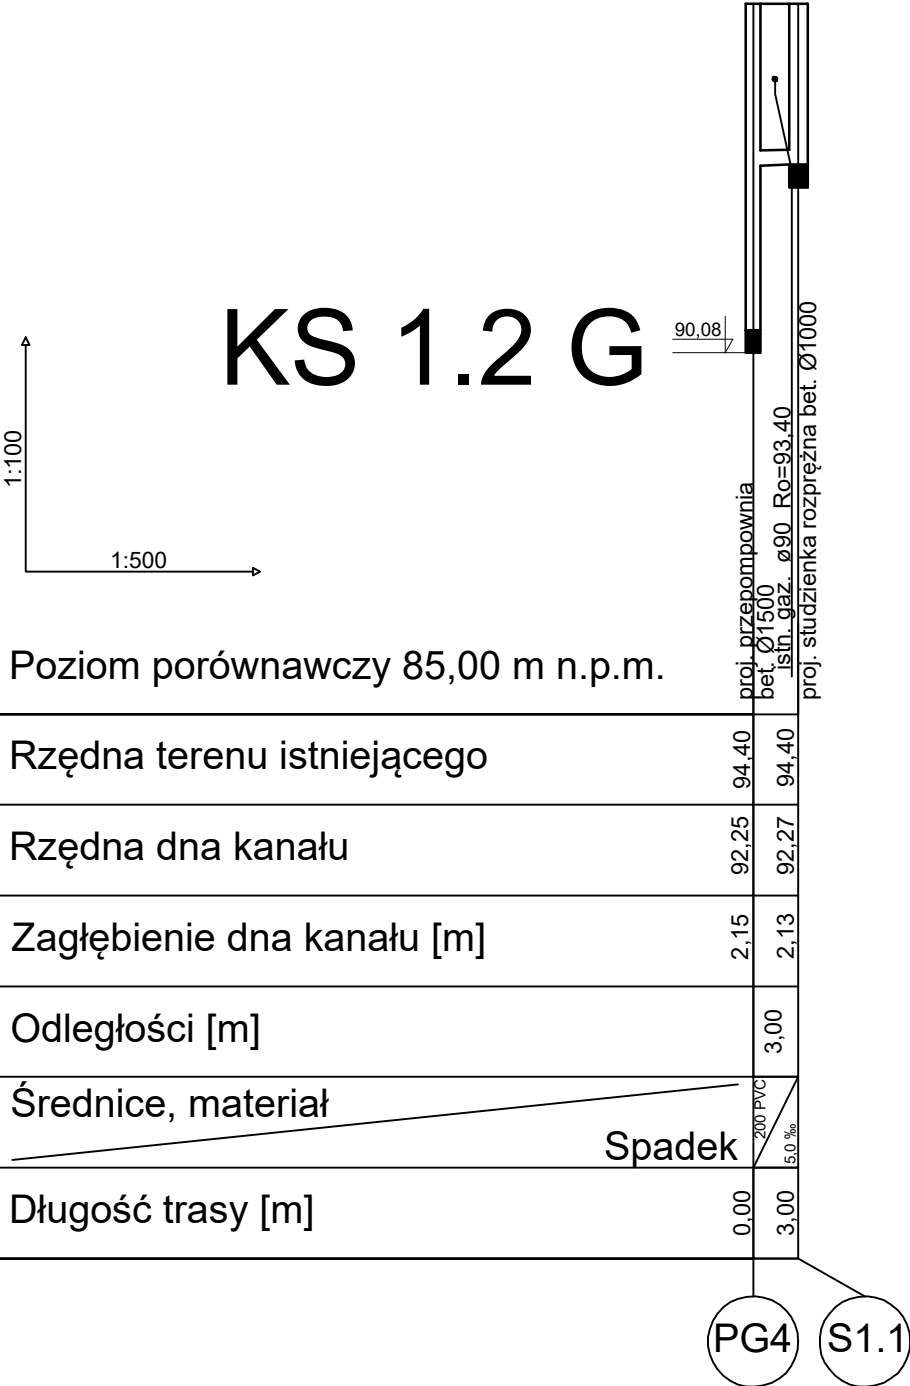 KS 1.2 G
90,08
1:100
1:500
proj. przepompownia
bet. Ø1500
istn. gaz. ø90 Ro=93,40
proj. studzienka rozprężna bet. Ø1000
Poziom porównawczy 85,00 m n.p.m.
Rzędna terenu istniejącego
94,40
94,40
Rzędna dna kanału
92,25
92,27
Zagłębienie dna kanału [m]
2,15
2,13
Odległości [m]
3,00
Średnice, materiał
Spadek
200 PVC
5,0 ‰
Długość trasy [m]
0,00
3,00
PG4
S1.1